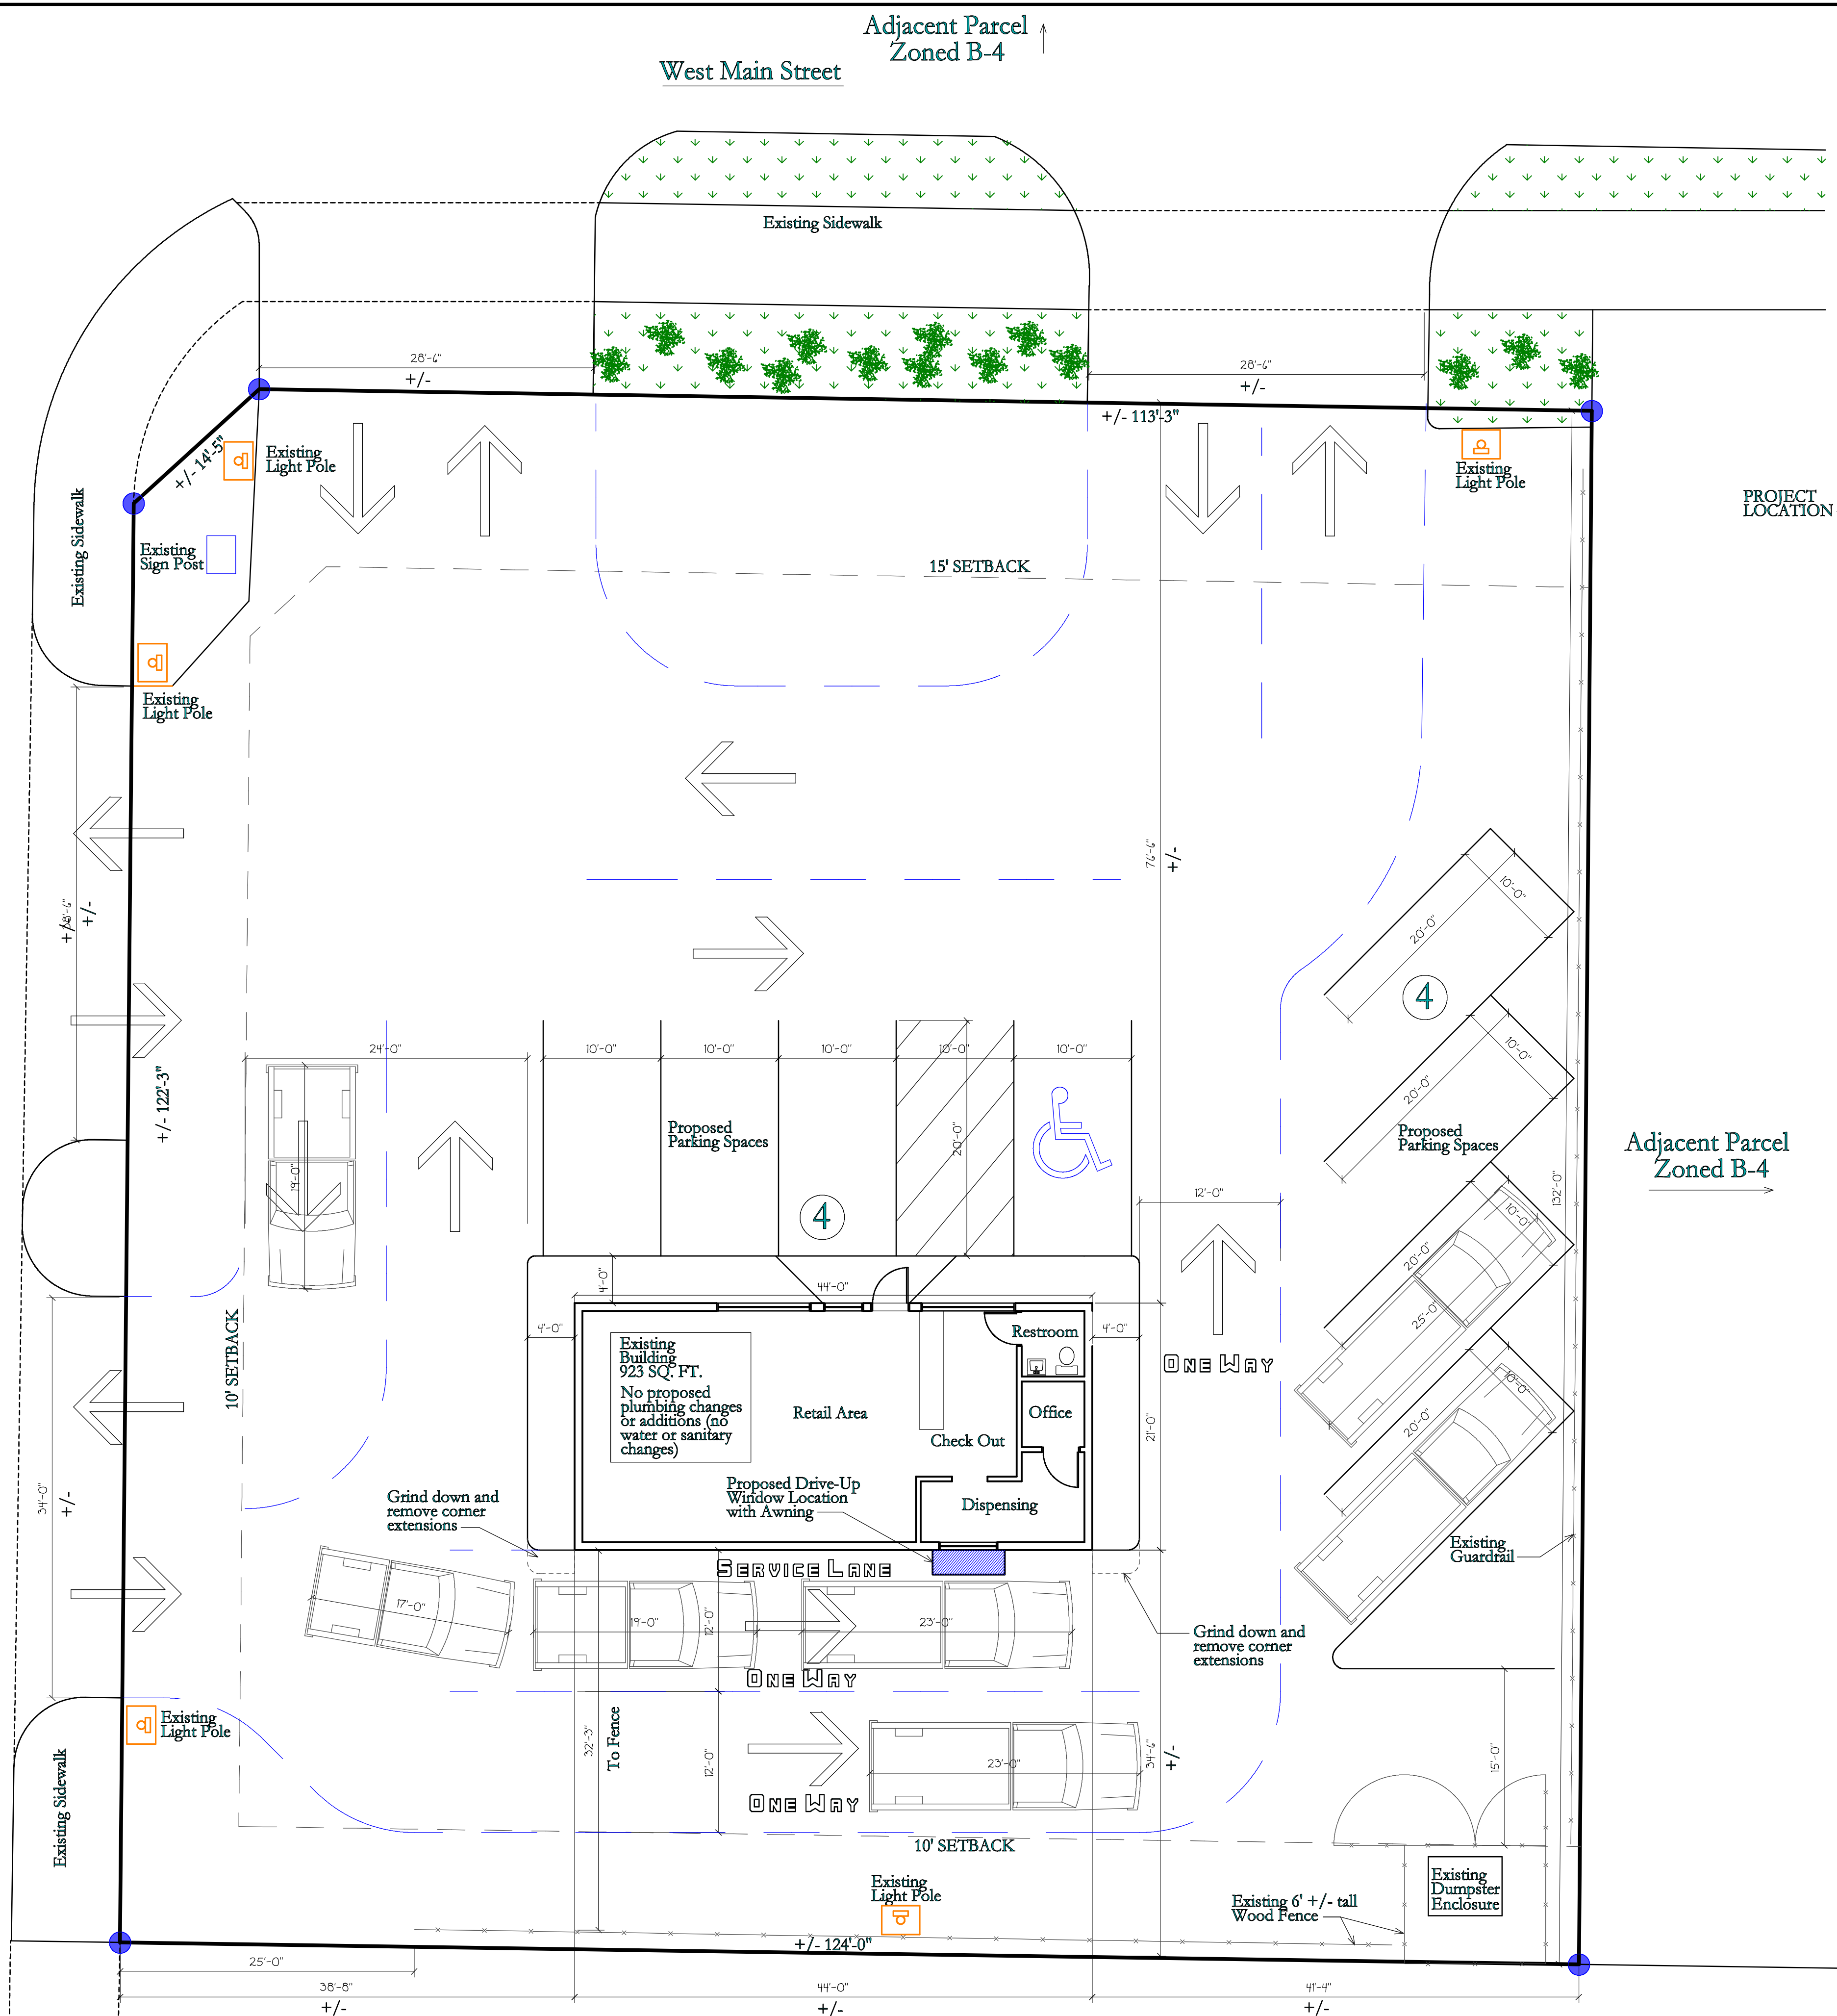 Adjacent Parcel
Zoned B-4
West Main Street
Existing Sidewalk
28'-6"
+/-
28'-6"
+/-
+/- 113'-3"
+/- 14'-5"
Existing
Light Pole
Existing
Light Pole
PROJECT
LOCATION
Existing Sidewalk
Existing
Sign Post
15' SETBACK
Existing
Light Pole
76'-6"
+/-
+/-
+/-
10'-0"
20'-0"
4
10'-0"
20'-0"
Proposed
Parking Spaces
Adjacent Parcel
Zoned B-4
132'-0"
+/- 122'-3"
24'-0"
10'-0"
10'-0"
10'-0"
10'-0"
10'-0"
19'-0"
Proposed
Parking Spaces
20'-0"
4
12'-0"
10'-0"
20'-0"
25'-0"
4'-0"
44'-0"
4'-0"
4'-0"
10' SETBACK
Existing
Building
923 SQ. FT.
No proposed
plumbing changes
or additions (no
water or sanitary
changes)
Restroom
Retail Area
Office
Check Out
21'-0"
ONE WAY
10'-0"
20'-0"
34'-0"
+/-
Grind down and
remove corner
extensions
Proposed Drive-Up
Window Location
with Awning
Dispensing
Existing
Guardrail
SERVICE LANE
17'-0"
19'-0"
12'-0"
23'-0"
Grind down and
remove corner
extensions
ONE WAY
Existing
Light Pole
32'-3"
To Fence
12'-0"
23'-0"
34'-6"
+/-
15'-0"
ONE WAY
Existing Sidewalk
10' SETBACK
Existing
Light Pole
Existing 6' +/- tall
Wood Fence
Existing
Dumpster
Enclosure
+/- 124'-0"
25'-0"
38'-8"
+/-
44'-0"
+/-
41'-4"
+/-